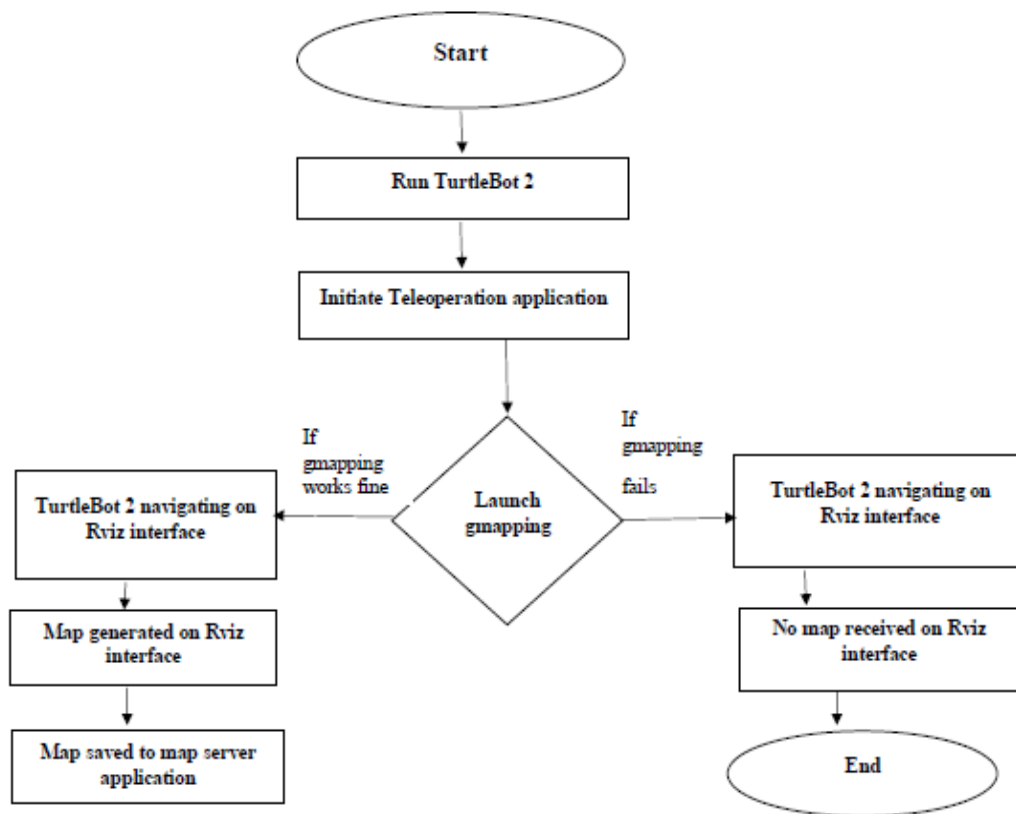 Start
Run TurtleBot 2
Initiate Teleoperation application
If
gmapping
works fine
If
gmapping
fails
Launch
gmapping
TurtleBot 2 navigating on
Rviz interface
TurtleBot 2 navigating on
Rviz interface
Map generated on Rviz
interface
No map received on Rviz
interface
Map saved to map server
application
End